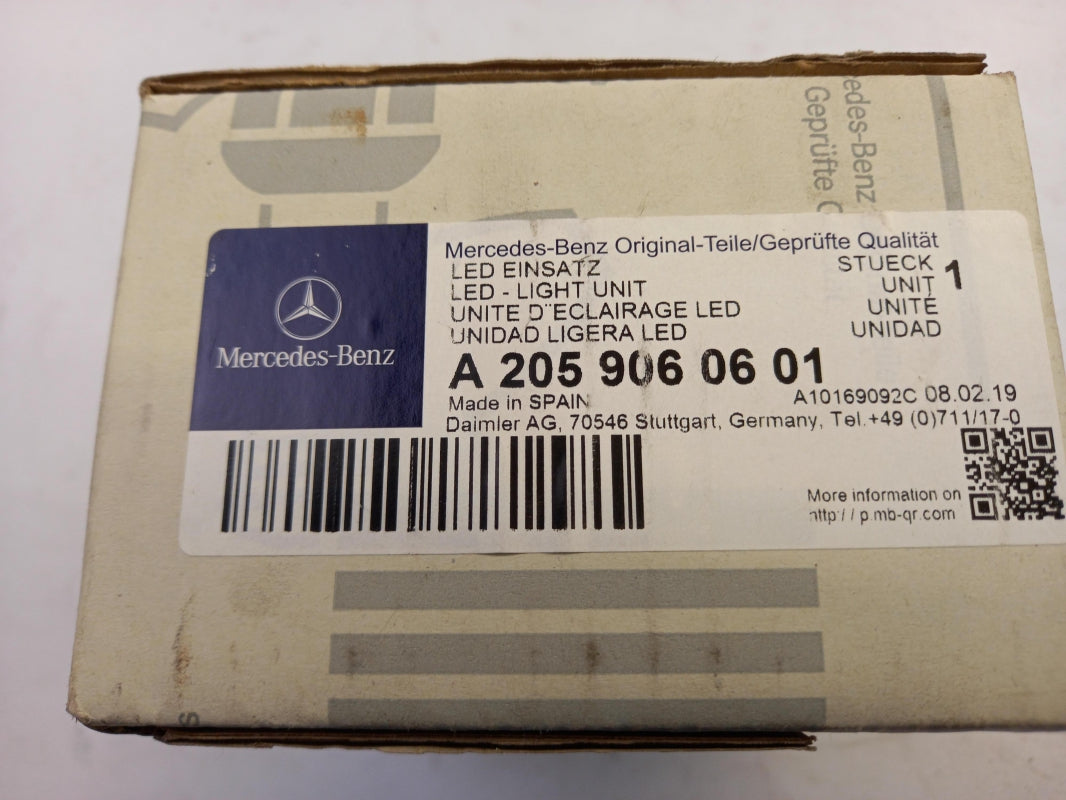 edes-Benz
Geprüfte
Mercedes-Benz
Mercedes-Benz Original-Teile/Geprüfte Qualität
LED EINSATZ STUECK 1
LED - LIGHT UNIT UNIT
UNITE D¨ECLAIRAGE LED UNITÉ
UNIDAD LIGERA LED UNIDAD
A 205 906 06 01
Made in SPAIN A10169092C 08.02.19
Daimler AG, 70546 Stuttgart, Germany, Tel.+49 (0)711/17-0
More information on
http://p.mb-qr.com
s